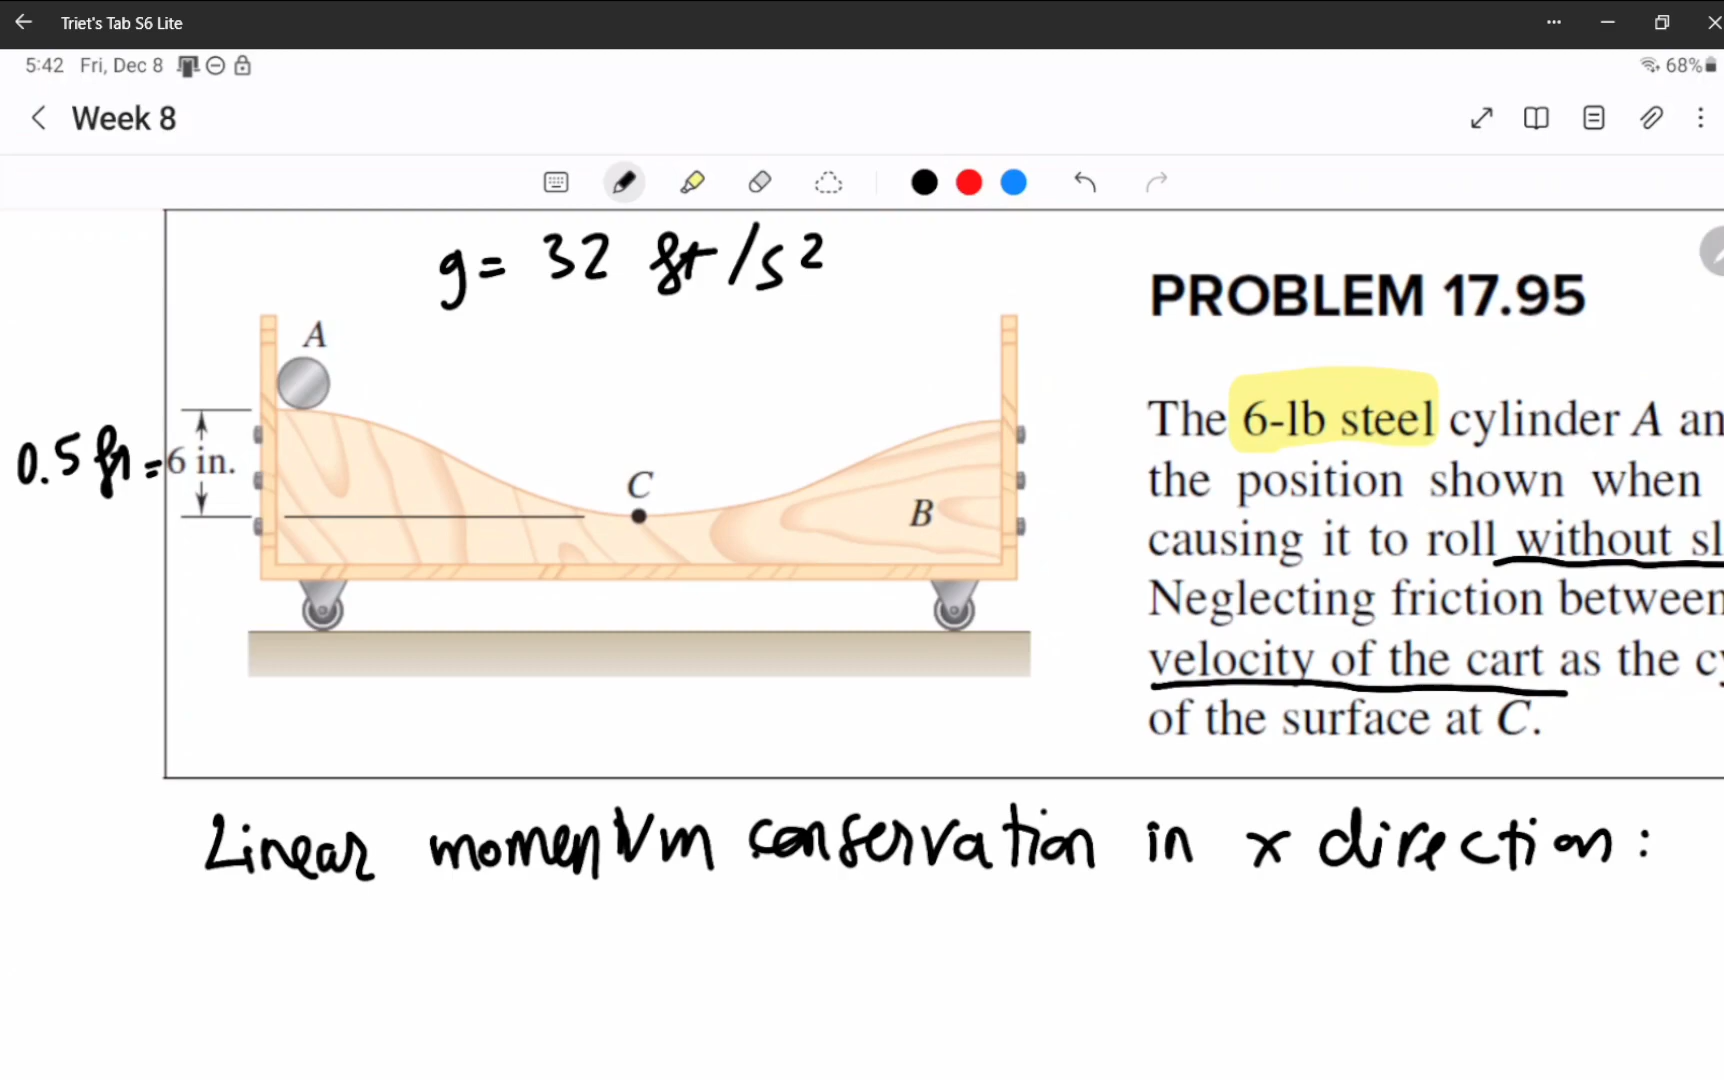 Triet's Tab S6 Lite
5:42 Fri, Dec 8
68%
Week 8
g = 32 ft/s²
A
PROBLEM 17.95
The 6-lb steel cylinder A an
0.5 ft = 6 in.
C
the position shown when
B
causing it to roll without sl
Neglecting friction between
velocity of the cart as the cy
of the surface at C.
Linear momentum conservation in x direction: